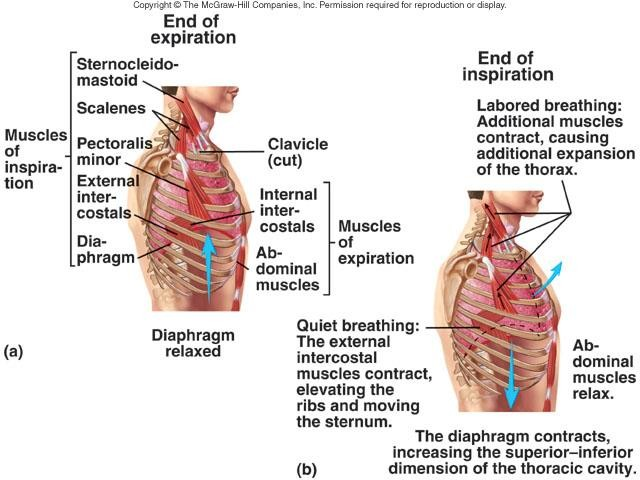 Copyright © The McGraw-Hill Companies, Inc. Permission required for reproduction or display.
End of
expiration
Sternocleido-
mastoid
Scalenes
Muscles
of
inspira-
tion
Pectoralis
minor
External
inter-
costals
Dia-
phragm
Clavicle
(cut)
Internal
inter-
costals
Ab-
dominal
muscles
Muscles
of
expiration
Diaphragm
relaxed
(a)
End of
inspiration
Labored breathing:
Additional muscles
contract, causing
additional expansion
of the thorax.
Quiet breathing:
The external
intercostal
muscles contract,
elevating the
ribs and moving
the sternum.
Ab-
dominal
muscles
relax.
The diaphragm contracts,
increasing the superior–inferior
dimension of the thoracic cavity.
(b)